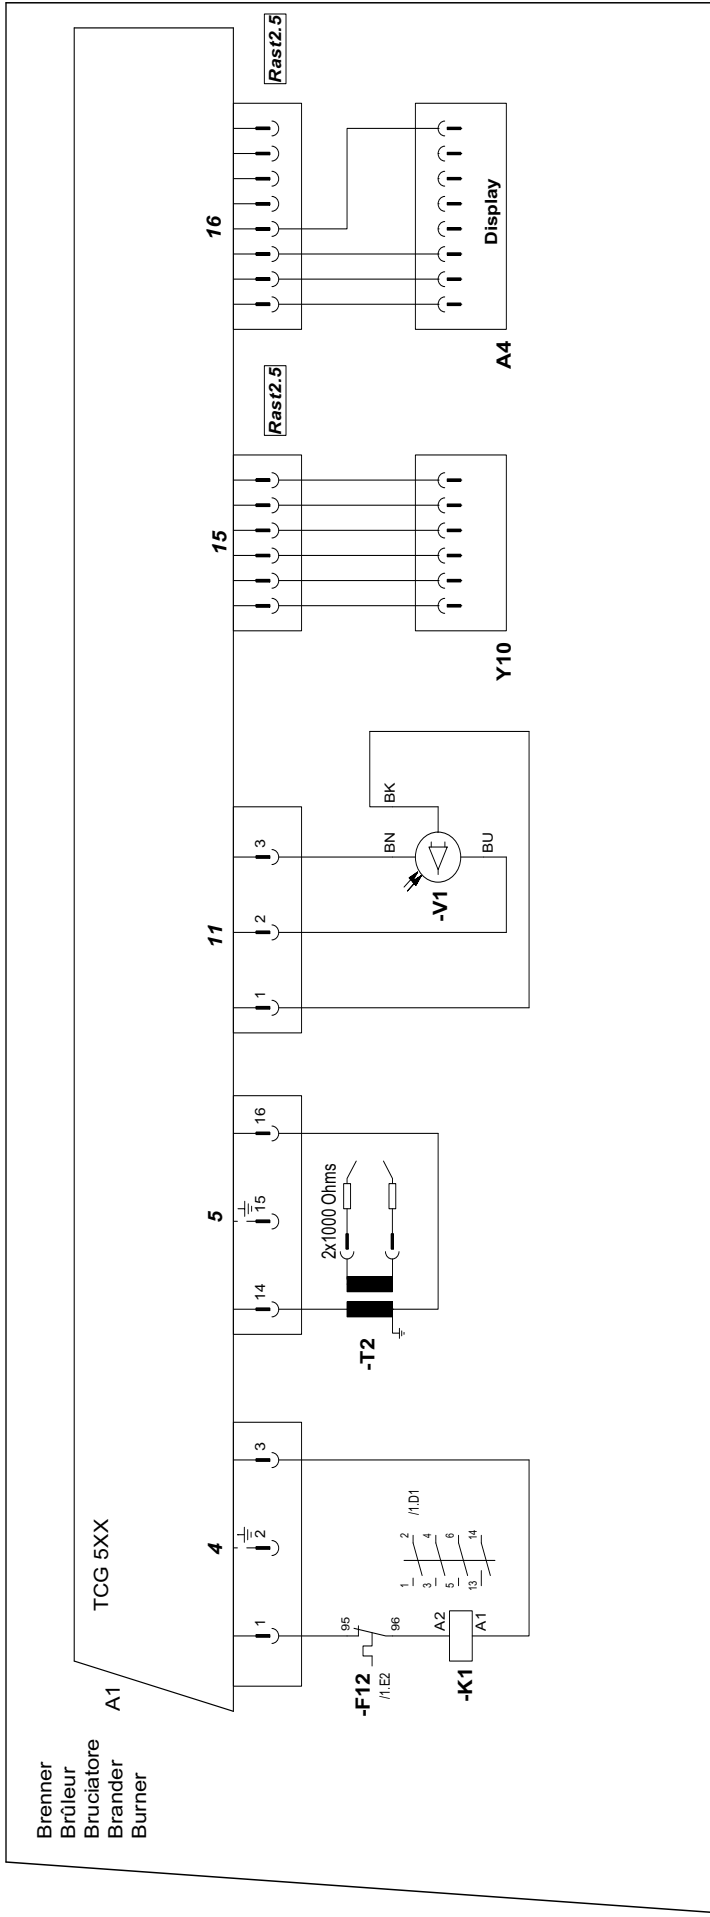 Brenner
Brûleur
Bruciatore
Brander
Burner
A1
TCG 5XX
4
1
2
3
5
14
15
16
11
1
2
3
15
Rast2.5
16
Rast2.5
-F12
/1.E2
95
96
-K1
A2
A1
1
2
3
4
5
6
13
14
/1.D1
-T2
2x1000 Ohms
-V1
BN
BK
BU
Y10
A4
Display